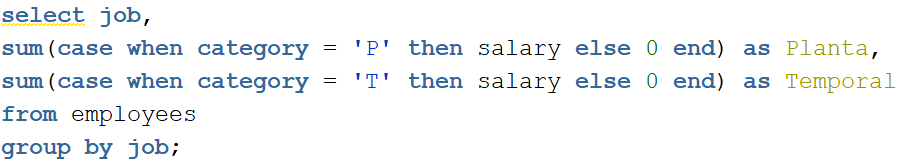 select job,
sum(case when category = 'P' then salary else 0 end) as Planta,
sum(case when category = 'T' then salary else 0 end) as Temporal
from employees
group by job;